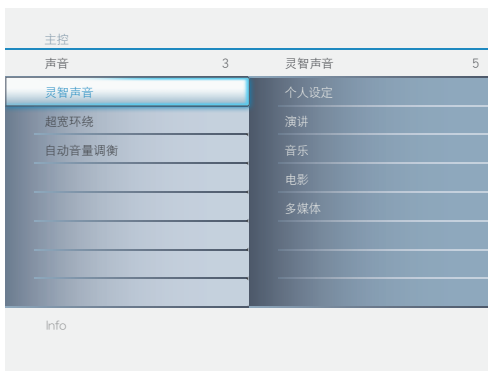 主控
声音 3 灵智声音 5
灵智声音 个人设定
超宽环绕 演讲
自动音量调衡 音乐
电影
多媒体
Info